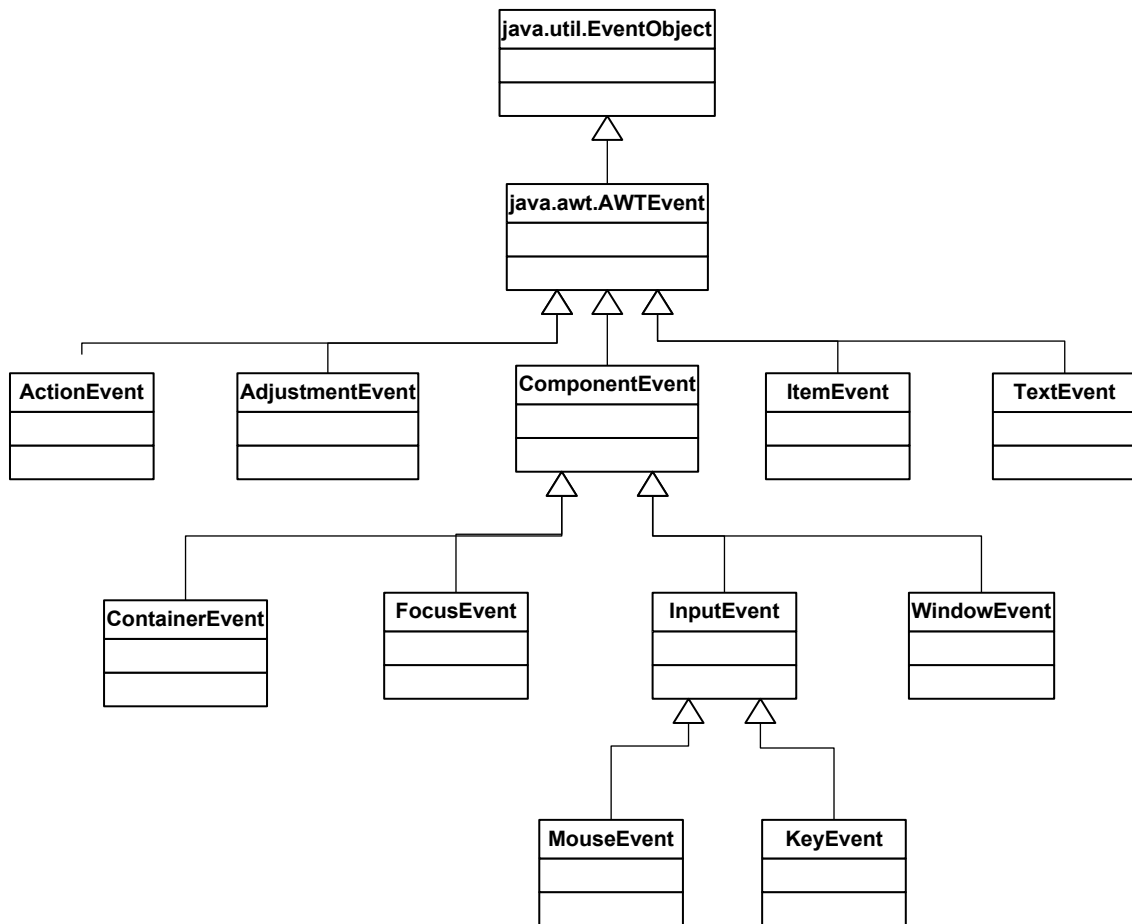 java.util.EventObject
java.awt.AWTEvent
ActionEvent
AdjustmentEvent
ComponentEvent
ItemEvent
TextEvent
ContainerEvent
FocusEvent
InputEvent
WindowEvent
MouseEvent
KeyEvent